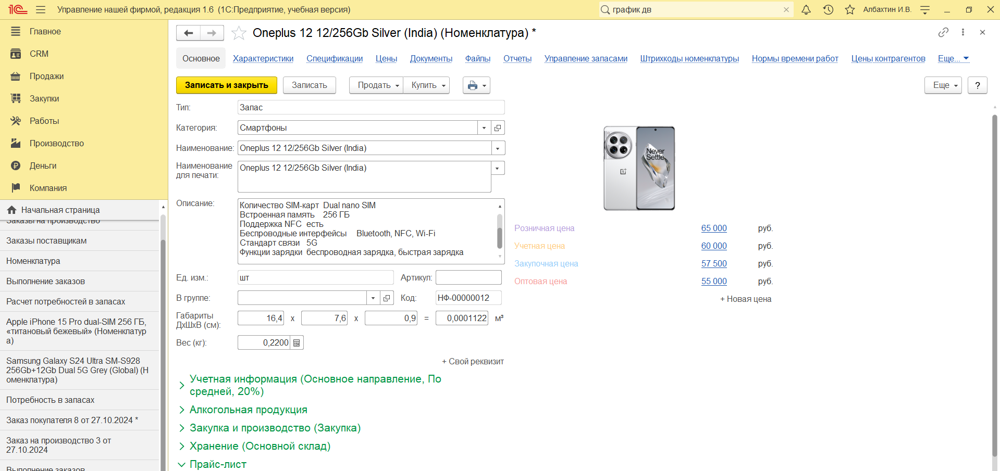 1С Управление нашей фирмой, редакция 1.6 (1С:Предприятие, учебная версия)
график дв
Албахтин И.В.
Главное
CRM
Продажи
Закупки
Работы
Производство
Деньги
Компания
Начальная страница
Заказы на производство
Заказы поставщикам
Номенклатура
Выполнение заказов
Расчет потребностей в запасах
Apple iPhone 15 Pro dual-SIM 256 ГБ,
«титановый бежевый» (Номенклатур
а)
Samsung Galaxy S24 Ultra SM-S928
256Gb+12Gb Dual 5G Grey (Global) (Н
оменклатура)
Потребность в запасах
Заказ покупателя 8 от 27.10.2024 *
Заказ на производство 3 от
27.10.2024
Выполнение заказов
Oneplus 12 12/256Gb Silver (India) (Номенклатура) *
Основное Характеристики Спецификации Цены Документы Файлы Отчеты Управление запасами Штрихкоды номенклатуры Нормы времени работ Цены контрагентов Еще...
Записать и закрыть Записать Продать Купить Еще ?
Тип: Запас
Категория: Смартфоны
Наименование: Oneplus 12 12/256Gb Silver (India)
Наименование
для печати:
Oneplus 12 12/256Gb Silver (India)
Описание:
Количество SIM-карт Dual nano SIM
Встроенная память 256 ГБ
Поддержка NFC есть
Беспроводные интерфейсы Bluetooth, NFC, Wi-Fi
Стандарт связи 5G
Функции зарядки беспроводная зарядка, быстрая зарядка
Ед. изм.: шт Артикул:
В группе: Код: НФ-00000012
Габариты
ДхШхВ (см):
16,4 x 7,6 x 0,9 = 0,0001122 м³
Вес (кг): 0,2200
+ Свой реквизит
Учетная информация (Основное направление, По
средней, 20%)
Алкогольная продукция
Закупка и производство (Закупка)
Хранение (Основной склад)
Прайс-лист
Never
Settle
Розничная цена 65 000 руб.
Учетная цена 60 000 руб.
Закупочная цена 57 500 руб.
Оптовая цена 55 000 руб.
+ Новая цена